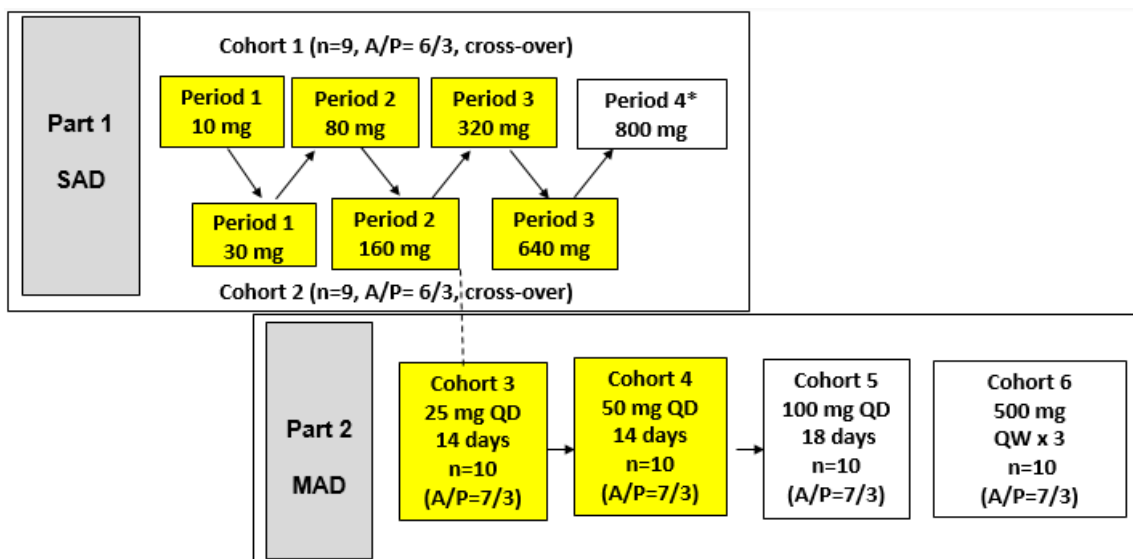 Part 1
SAD
Cohort 1 (n=9, A/P= 6/3, cross-over)
Period 1
10 mg
Period 2
80 mg
Period 3
320 mg
Period 4*
800 mg
Period 1
30 mg
Period 2
160 mg
Period 3
640 mg
Cohort 2 (n=9, A/P= 6/3, cross-over)
Part 2
MAD
Cohort 3
25 mg QD
14 days
n=10
(A/P=7/3)
Cohort 4
50 mg QD
14 days
n=10
(A/P=7/3)
Cohort 5
100 mg QD
18 days
n=10
(A/P=7/3)
Cohort 6
500 mg
QW x 3
n=10
(A/P=7/3)